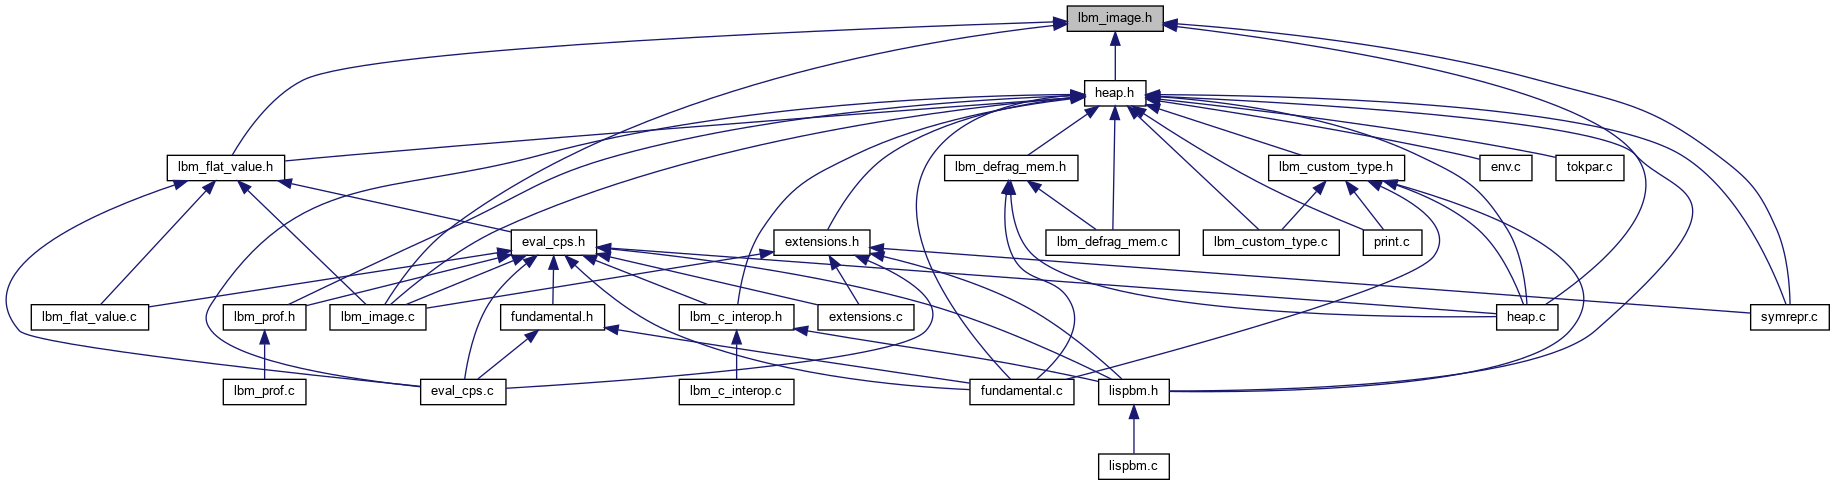 lbm_image.h
heap.h
lbm_flat_value.h
lbm_defrag_mem.h
lbm_custom_type.h
env.c
tokpar.c
eval_cps.h
extensions.h
lbm_defrag_mem.c
lbm_custom_type.c
print.c
lbm_flat_value.c
lbm_prof.h
lbm_image.c
fundamental.h
lbm_c_interop.h
extensions.c
heap.c
symrepr.c
lbm_prof.c
eval_cps.c
lbm_c_interop.c
fundamental.c
lispbm.h
lispbm.c